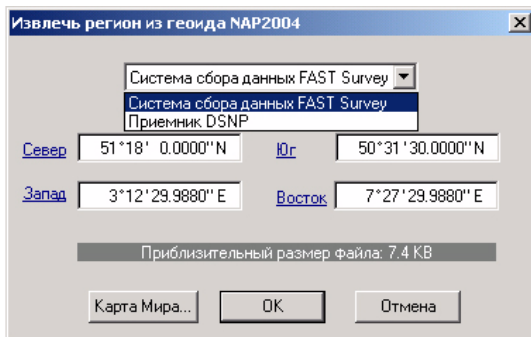 Извлечь регион из геоида NAP2004
Система сбора данных FAST Survey
Система сбора данных FAST Survey
Приемник DSNP
Север 51°18' 0.0000"N Юг 50°31'30.0000"N
Запад 3°12'29.9880"E Восток 7°27'29.9880"E
Приблизительный размер файла: 7.4 KB
Карта Мира... OK Отмена